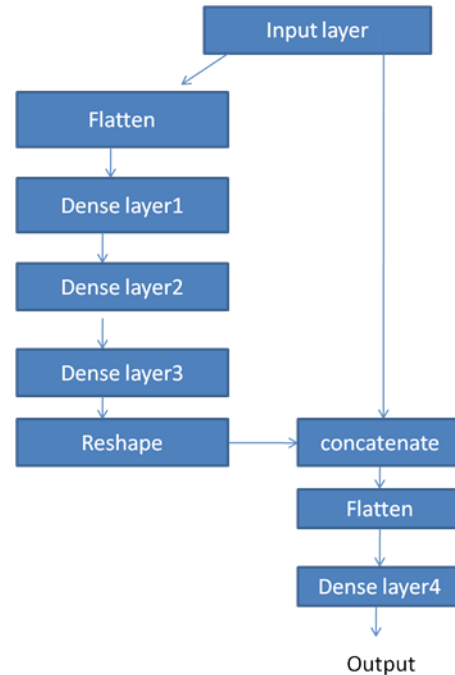 Input layer
Flatten
Dense layer1
Dense layer2
Dense layer3
Reshape
concatenate
Flatten
Dense layer4
Output